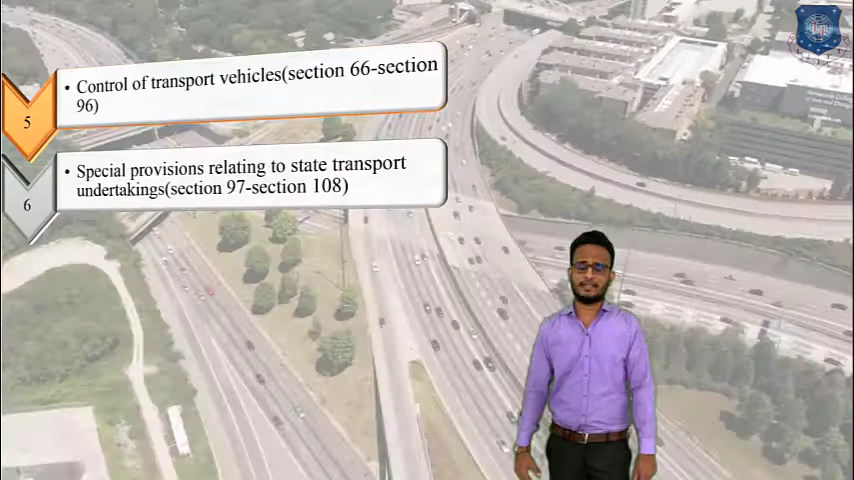 5
• Control of transport vehicles(section 66-section
96)
6
• Special provisions relating to state transport
undertakings(section 97-section 108)